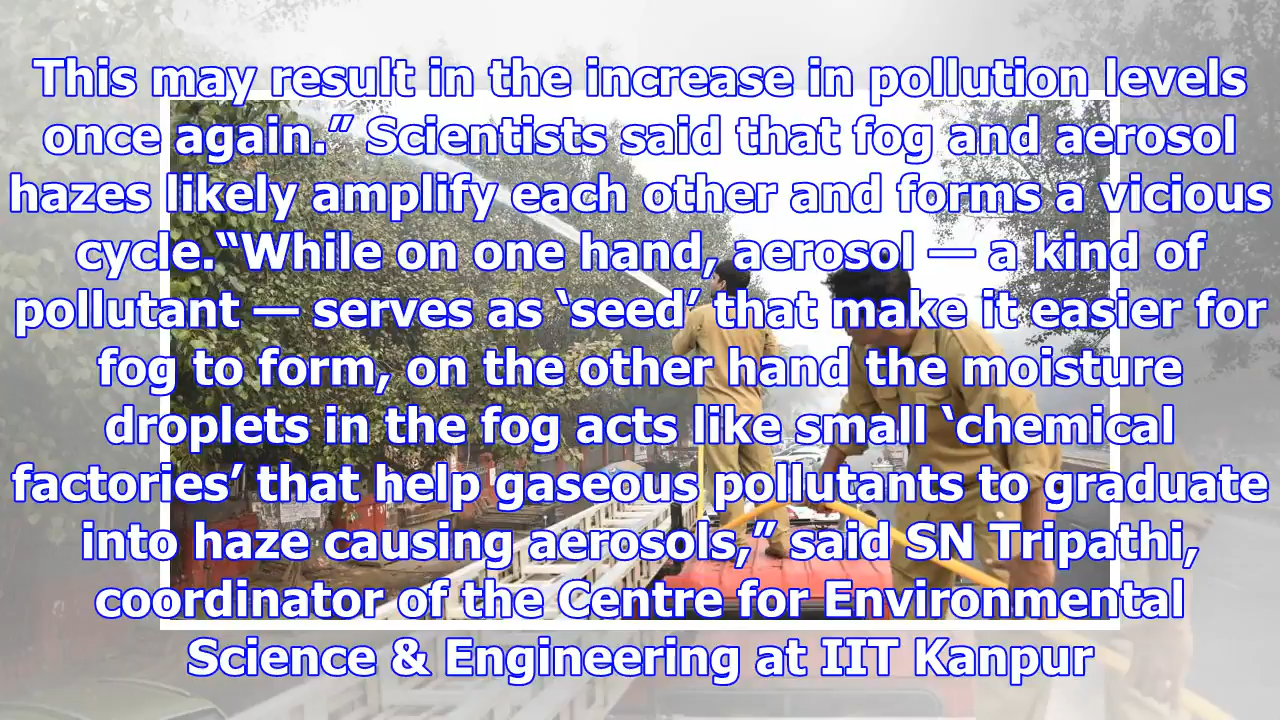 This may result in the increase in pollution levels
once again.” Scientists said that fog and aerosol
hazes likely amplify each other and forms a vicious
cycle.“While on one hand, aerosol — a kind of
pollutant — serves as ‘seed’ that make it easier for
fog to form, on the other hand the moisture
droplets in the fog acts like small ‘chemical
factories’ that help gaseous pollutants to graduate
into haze causing aerosols,” said SN Tripathi,
coordinator of the Centre for Environmental
Science & Engineering at IIT Kanpur